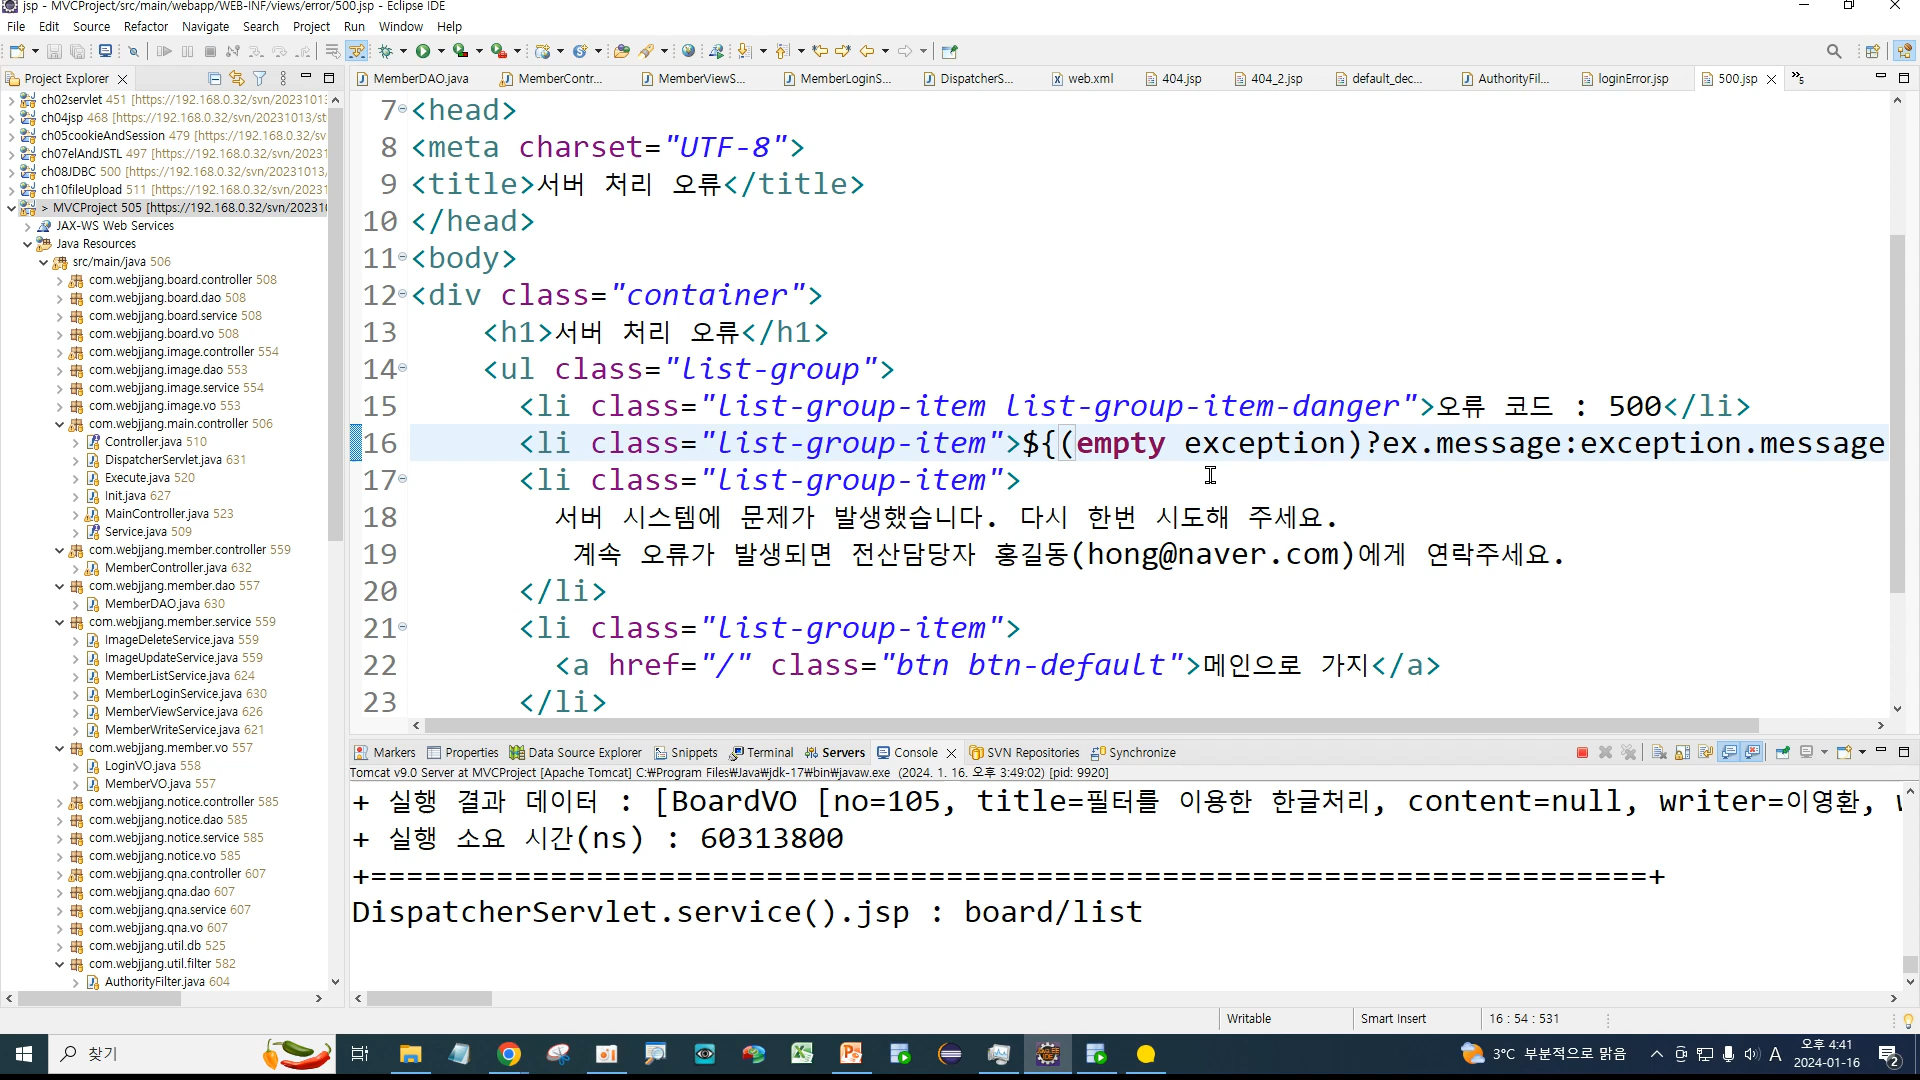 jsp - MVCProject/src/main/webapp/WEB-INF/views/error/500.jsp - Eclipse IDE
File Edit Source Refactor Navigate Search Project Run Window Help
Project Explorer
MemberDAO.java MemberContr... MemberViewS... MemberLoginS... DispatcherS... web.xml 404.jsp 404_2.jsp default_dec... AuthorityFil... loginError.jsp 500.jsp »5
ch02servlet 451 [https://192.168.0.32/svn/2023101
ch04jsp 468 [https://192.168.0.32/svn/20231013/st
ch05cookieAndSession 479 [https://192.168.0.32/sv
ch07elAndJSTL 497 [https://192.168.0.32/svn/20231
ch08JDBC 500 [https://192.168.0.32/svn/20231013,
ch10fileUpload 511 [https://192.168.0.32/svn/20231
> MVCProject 505 [https://192.168.0.32/svn/20231
JAX-WS Web Services
Java Resources
src/main/java 506
com.webjjang.board.controller 508
com.webjjang.board.dao 508
com.webjjang.board.service 508
com.webjjang.board.vo 508
com.webjjang.image.controller 554
com.webjjang.image.dao 553
com.webjjang.image.service 554
com.webjjang.image.vo 553
com.webjjang.main.controller 506
Controller.java 510
DispatcherServlet.java 631
Execute.java 520
Init.java 627
MainController.java 523
Service.java 509
com.webjjang.member.controller 559
MemberController.java 632
com.webjjang.member.dao 557
MemberDAO.java 630
com.webjjang.member.service 559
ImageDeleteService.java 559
ImageUpdateService.java 559
MemberListService.java 624
MemberLoginService.java 630
MemberViewService.java 626
MemberWriteService.java 621
com.webjjang.member.vo 557
LoginVO.java 558
MemberVO.java 557
com.webjjang.notice.controller 585
com.webjjang.notice.dao 585
com.webjjang.notice.service 585
com.webjjang.notice.vo 585
com.webjjang.qna.controller 607
com.webjjang.qna.dao 607
com.webjjang.qna.service 607
com.webjjang.qna.vo 607
com.webjjang.util.db 525
com.webjjang.util.filter 582
AuthorityFilter.java 604
7 <head>
8 <meta charset="UTF-8">
9 <title>서버 처리 오류</title>
10 </head>
11 <body>
12 <div class="container">
13 <h1>서버 처리 오류</h1>
14 <ul class="list-group">
15 <li class="list-group-item list-group-item-danger">오류 코드 : 500</li>
16 <li class="list-group-item">${(empty exception)?ex.message:exception.message
17 <li class="list-group-item">
18 서버 시스템에 문제가 발생했습니다. 다시 한번 시도해 주세요.
19 계속 오류가 발생되면 전산담당자 홍길동(hong@naver.com)에게 연락주세요.
20 </li>
21 <li class="list-group-item">
22 <a href="/" class="btn btn-default">메인으로 가지</a>
23 </li>
Markers Properties Data Source Explorer Snippets Terminal Servers Console SVN Repositories Synchronize
Tomcat v9.0 Server at MVCProject [Apache Tomcat] C:₩Program Files₩Java₩jdk-17₩bin₩javaw.exe (2024. 1. 16. 오후 3:49:02) [pid: 9920]
+ 실행 결과 데이터 : [BoardVO [no=105, title=필터를 이용한 한글처리, content=null, writer=이영환,
+ 실행 소요 시간(ns) : 60313800
+=======================================================================+
DispatcherServlet.service().jsp : board/list
Writable Smart Insert 16 : 54 : 531
찾기
3°C 부분적으로 맑음
A
오후 4:41
2024-01-16
2